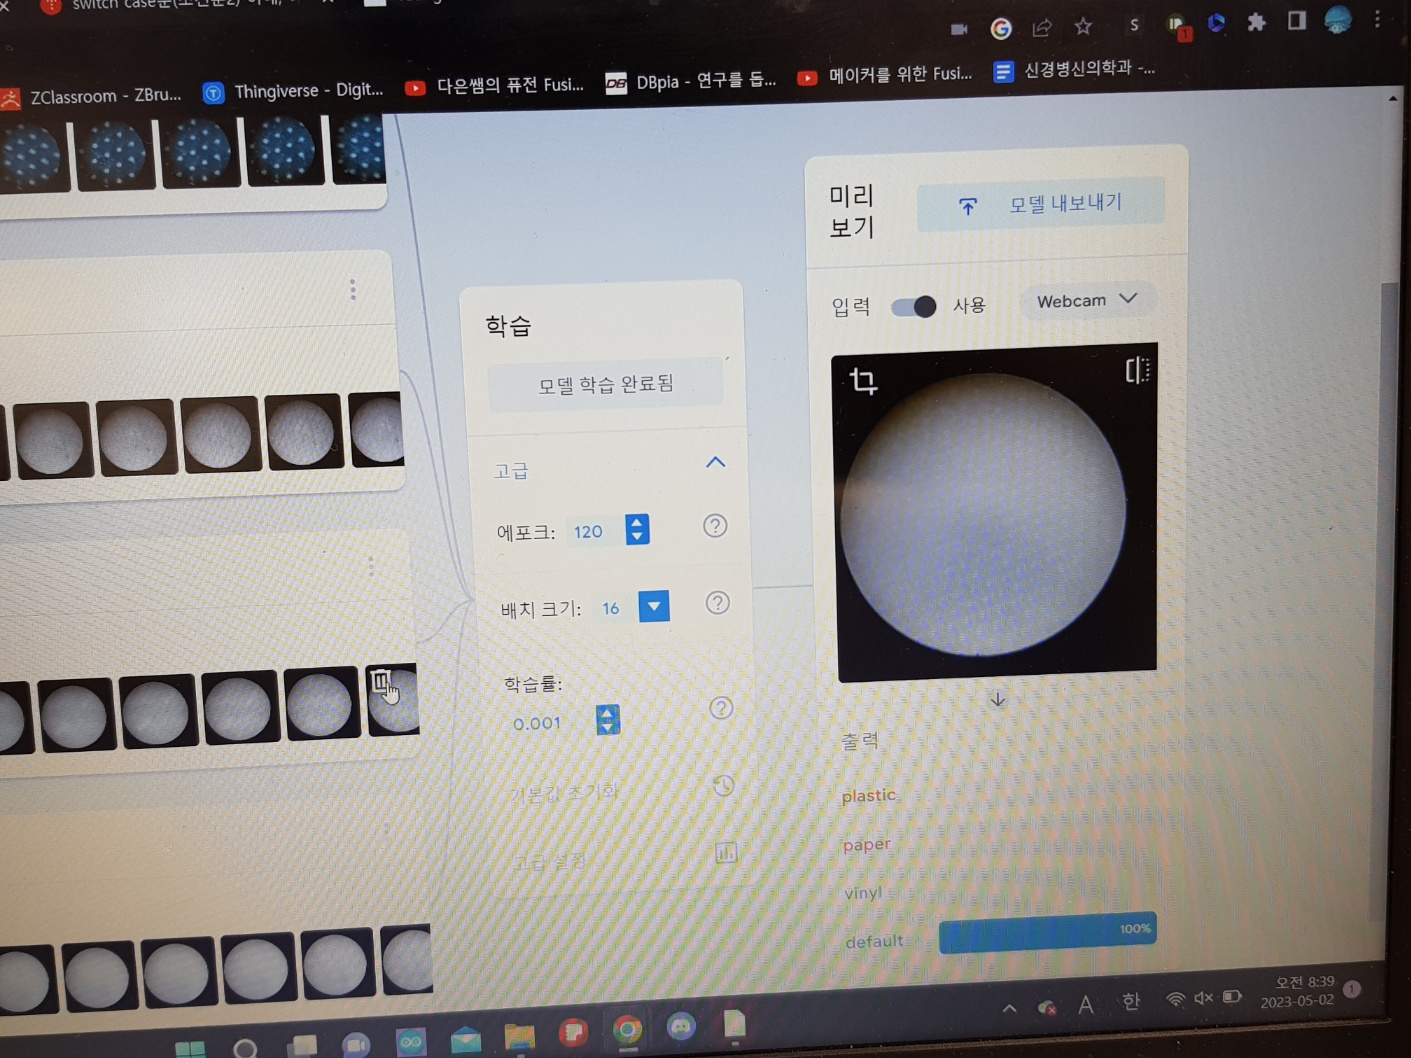 switch case문(조건문2)
ZClassroom - ZBru...
Thingiverse - Digit...
다은쌤의 퓨전 Fusi...
DBpia - 연구를 돕...
메이커를 위한 Fusi...
신경병신의학과 -...
S
1
미리
보기
모델 내보내기
입력
사용
Webcam
학습
모델 학습 완료됨
고급
에포크:
120
배치 크기:
16
학습률:
0.001
기본값 초기화
고급 설정
출력
plastic
paper
vinyl
default
100%
A
한
오전 8:39
2023-05-02
1